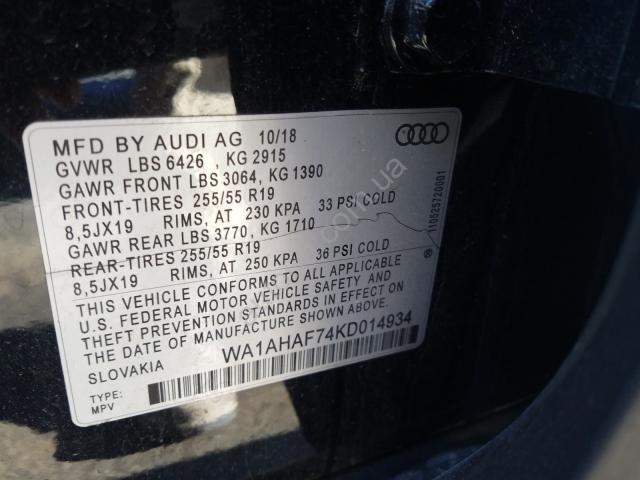 MFD BY AUDI AG 10/18
GVWR LBS 6426 , KG 2915
GAWR FRONT LBS 3064, KG 1390
FRONT-TIRES 255/55 R19
8,5JX19 RIMS, AT 230 KPA 33 PSI COLD
GAWR REAR LBS 3770, KG 1710
REAR-TIRES 255/55 R19
8,5JX19 RIMS, AT 250 KPA 36 PSI COLD
THIS VEHICLE CONFORMS TO ALL APPLICABLE
U.S. FEDERAL MOTOR VEHICLE SAFETY AND
THEFT PREVENTION STANDARDS IN EFFECT ON
THE DATE OF MANUFACTURE SHOWN ABOVE.
SLOVAKIA WA1AHAF74KD014934
TYPE:
MPV
110525720001
®
com.ua